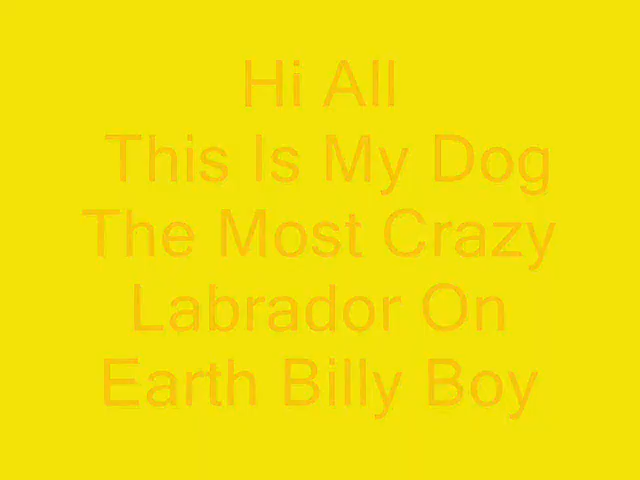 Hi All
This Is My Dog
The Most Crazy
Labrador On
Earth Billy Boy